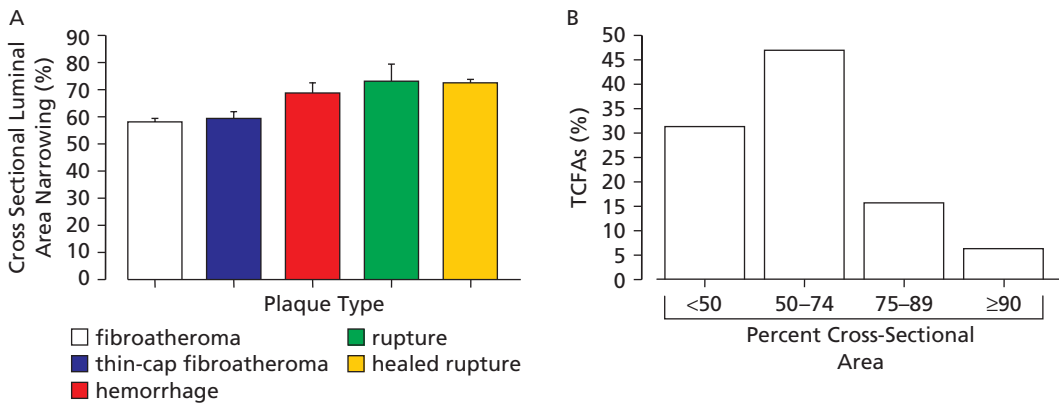 A
Cross Sectional Luminal
Area Narrowing (%)
90
80
70
60
50
40
30
20
10
0
Plaque Type
fibroatheroma
thin-cap fibroatheroma
hemorrhage
rupture
healed rupture
B
TCFAs (%)
50
45
40
35
30
25
20
15
10
5
0
<50 50–74 75–89 ≥90
Percent Cross-Sectional
Area